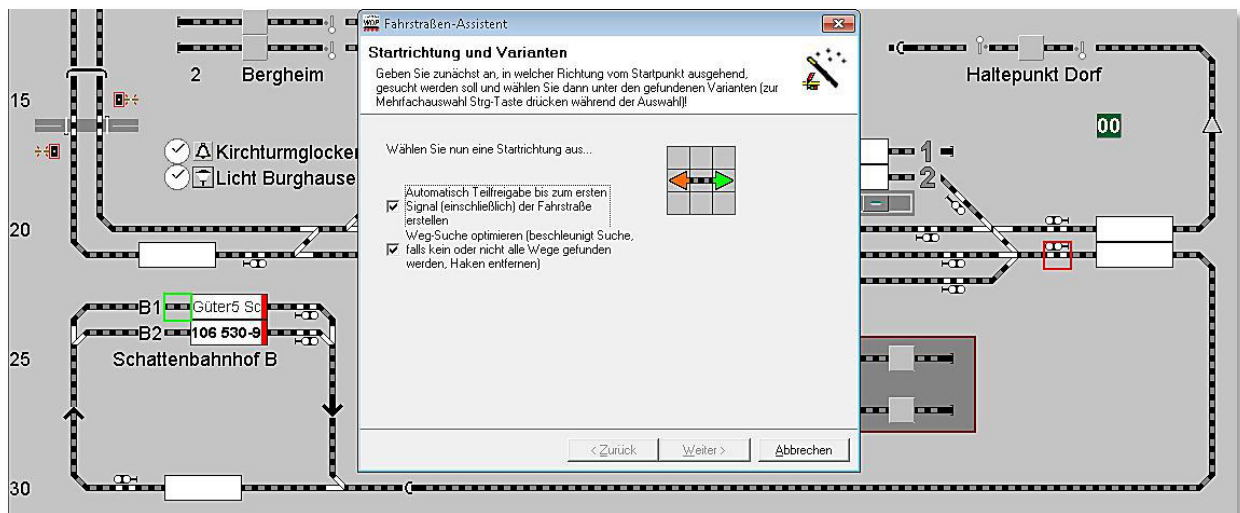 WDP Fahrstraßen-Assistent
Startrichtung und Varianten
Geben Sie zunächst an, in welcher Richtung vom Startpunkt ausgehend,
gesucht werden soll und wählen Sie dann unter den gefundenen Varianten (zur
Mehrfachauswahl Strg-Taste drücken während der Auswahl)!
Wählen Sie nun eine Startrichtung aus...
Automatisch Teilfreigabe bis zum ersten
Signal (einschließlich) der Fahrstraße
erstellen
Weg-Suche optimieren (beschleunigt Suche,
falls kein oder nicht alle Wege gefunden
werden, Haken entfernen)
< Zurück
Weiter >
Abbrechen
2 Bergheim
Haltepunkt Dorf
15
00
Kirchturmglocke
Licht Burghause
1
2
20
B1 Güter5 Sc
B2 106 530-9
Schattenbahnhof B
25
30